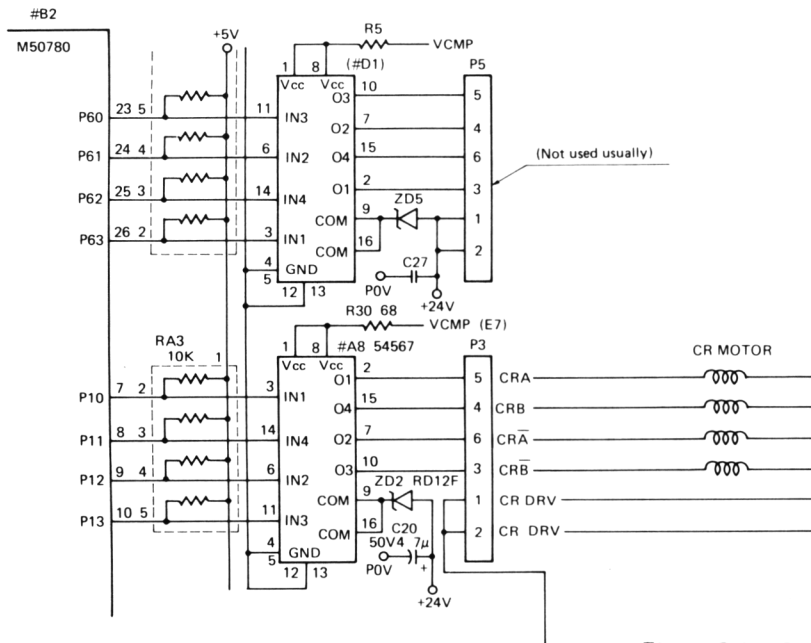 #B2
M50780
+5V
R5
VCMP
(#D1)
P5
1
8
Vcc
Vcc
P60
23
5
11
IN3
O3
10
5
P61
24
4
6
IN2
O2
7
4
P62
25
3
14
IN4
O4
15
6
(Not used usually)
P63
26
2
3
IN1
O1
2
3
COM
9
ZD5
1
COM
16
2
4
GND
5
12
13
C27
P0V
+24V
R30 68
VCMP (E7)
RA3
10K
1
1
8
#A8 54567
P3
CR MOTOR
Vcc
Vcc
P10
7
2
3
IN1
O1
2
5
CRA
P11
8
3
14
IN4
O4
15
4
CRB
P12
9
4
6
IN2
O2
7
6
CRA̅
P13
10
5
11
IN3
O3
10
3
CRB̅
COM
9
ZD2 RD12F
1
CR DRV
COM
16
C20
2
CR DRV
50V4 7µ
4
GND
5
12
13
P0V
+
+24V